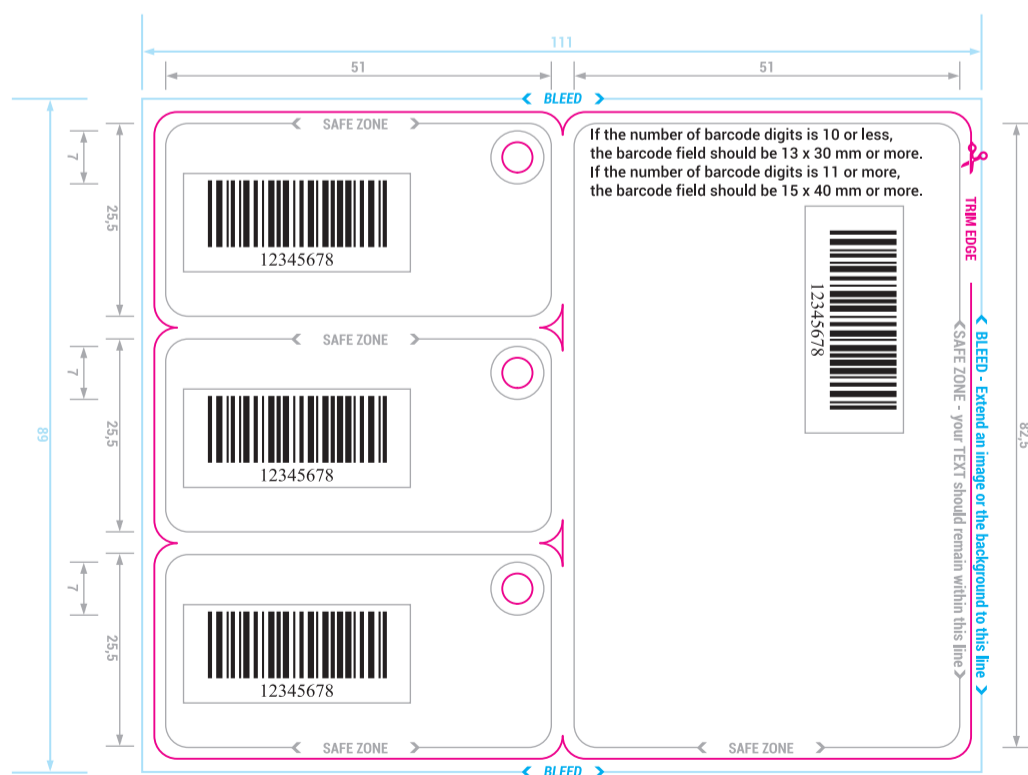 111
51
51
BLEED
SAFE ZONE
7
25,5
12345678
If the number of barcode digits is 10 or less,
the barcode field should be 13 x 30 mm or more.
If the number of barcode digits is 11 or more,
the barcode field should be 15 x 40 mm or more.
TRIM EDGE
12345678
SAFE ZONE
7
25,5
12345678
89
82,5
BLEED - Extend an image or the background to this line
SAFE ZONE - your TEXT should remain within this line
7
25,5
12345678
SAFE ZONE
SAFE ZONE
BLEED